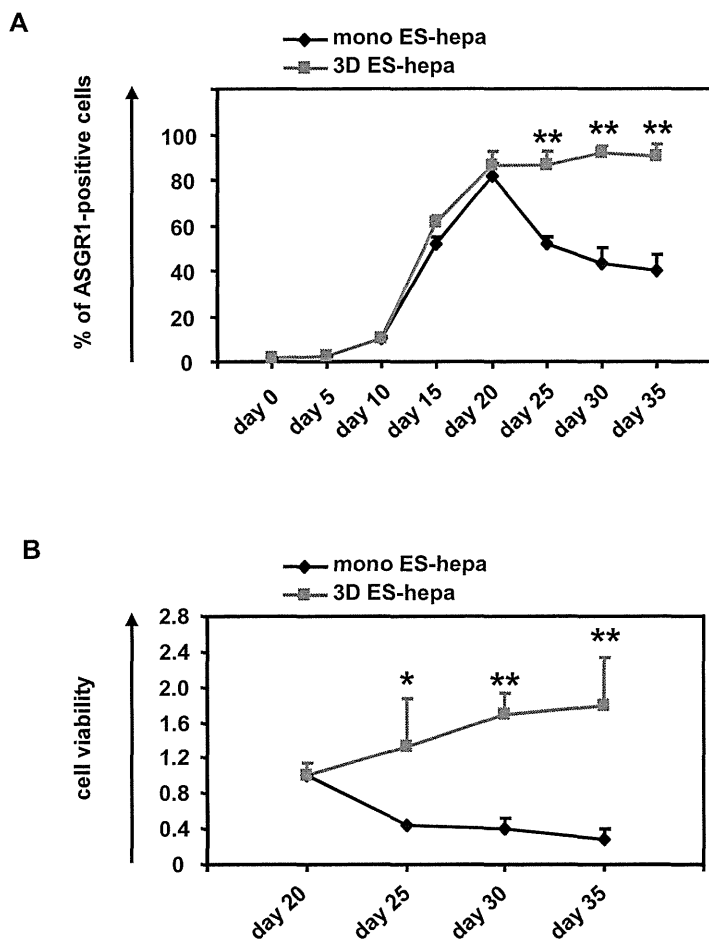 A
mono ES-hepa
3D ES-hepa
% of ASGR1-positive cells
100
80
60
40
20
0
** ** **
day 0
day 5
day 10
day 15
day 20
day 25
day 30
day 35
B
mono ES-hepa
3D ES-hepa
cell viability
2.8
2.4
2.0
1.6
1.2
0.8
0.4
0
* ** **
day 20
day 25
day 30
day 35